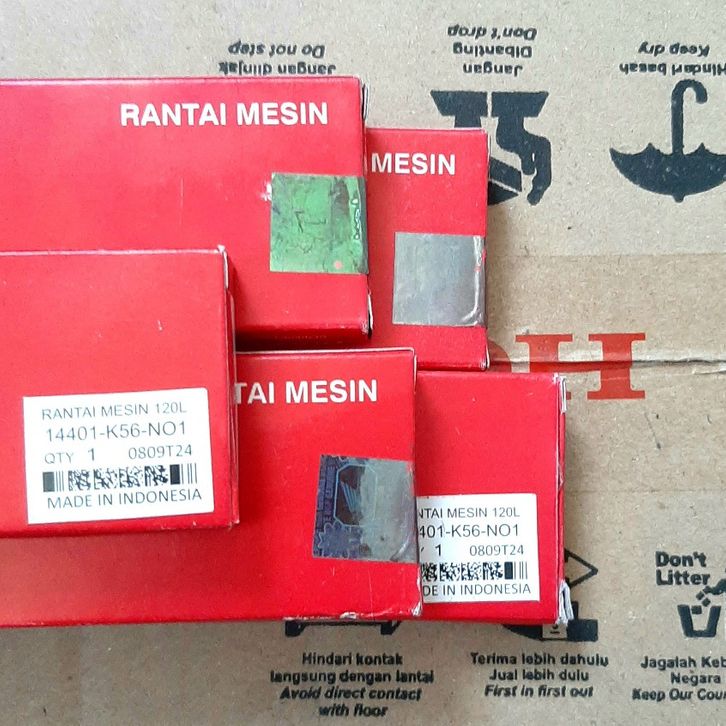 Do not step
Jangan diinjak
Don't drop
Dibanting
Jangan
Keep dry
Hindari basah
RANTAI MESIN
MESIN
RANTAI MESIN 120L
14401-K56-NO1
QTY 1 0809T24
MADE IN INDONESIA
TAI MESIN
NTAI MESIN 120L
401-K56-NO1
1 0809T24
DE IN INDONESIA
H
Don't
Litter
Hindari kontak
langsung dengan lantai
Avoid direct contact
with floor
Terima lebih dahulu
Jual lebih dulu
First in first out
Jagalah Keb
Negara
Keep Our Cou